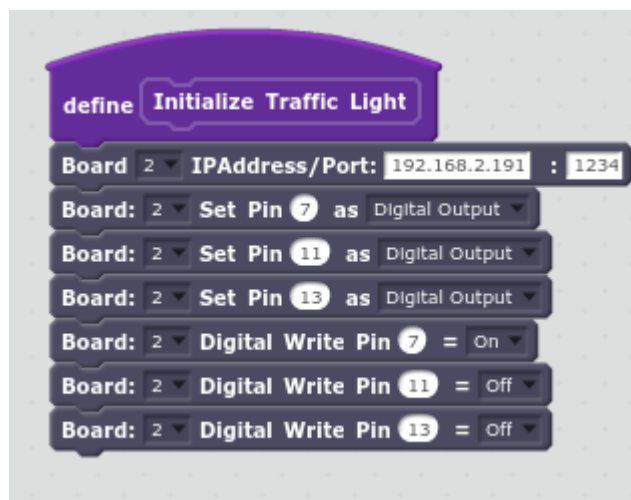 define Initialize Traffic Light
Board 2 IPAddress/Port: 192.168.2.191 : 1234
Board: 2 Set Pin 7 as Digital Output
Board: 2 Set Pin 11 as Digital Output
Board: 2 Set Pin 13 as Digital Output
Board: 2 Digital Write Pin 7 = On
Board: 2 Digital Write Pin 11 = Off
Board: 2 Digital Write Pin 13 = Off